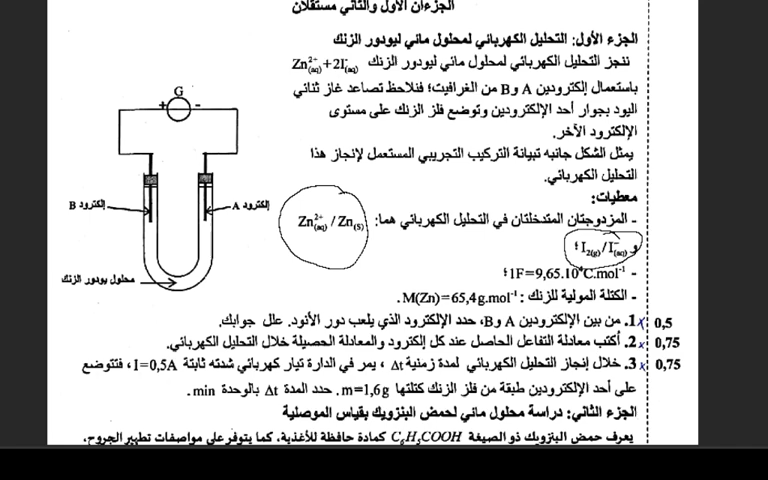 الجزءان الأول والثاني مستقلان
الجزء الأول: التحليل الكهربائي لمحلول مائي ليودور الزنك
ننجز التحليل الكهربائي لمحلول مائي ليودور الزنك Zn²⁺(aq)+2I⁻(aq)
باستعمال إلكترودين A و B من الغرافيت؛ فنلاحظ تصاعد غاز ثنائي
اليود بجوار أحد الإلكترودين وتوضع فلز الزنك على مستوى
الإلكترود الآخر.
يمثل الشكل جانبه تبيانة التركيب التجريبي المستعمل لإنجاز هذا
التحليل الكهربائي.
G
+ -
إلكترود B
إلكترود A
محلول يودور الزنك
معطيات:
- المزدوجتان المتدخلتان في التحليل الكهربائي هما: Zn²⁺(aq) / Zn(S)
و I2(g)/I⁻(aq) ؛
- 1F=9,65.10⁴C.mol⁻¹ ؛
- الكتلة المولية للزنك : M(Zn)=65,4g.mol⁻¹ .
0,5 x 1. من بين الإلكترودين A و B، حدد الإلكترود الذي يلعب دور الأنود. علل جوابك.
0,75 x 2. أكتب معادلة التفاعل الحاصل عند كل إلكترود والمعادلة الحصيلة خلال التحليل الكهربائي.
0,75 x 3. خلال إنجاز التحليل الكهربائي لمدة زمنية Δt ، يمر في الدارة تيار كهربائي شدته ثابتة I=0,5A، فتتوضع
على أحد الإلكترودين طبقة من فلز الزنك كتلتها m=1,6g. حدد المدة Δt بالوحدة min .
الجزء الثاني: دراسة محلول مائي لحمض البنزويك بقياس الموصلية
يعرف حمض البنزويك ذو الصيغة C6H5COOH كمادة حافظة للأغذية، كما يتوفر على مواصفات تطهير الجروح،